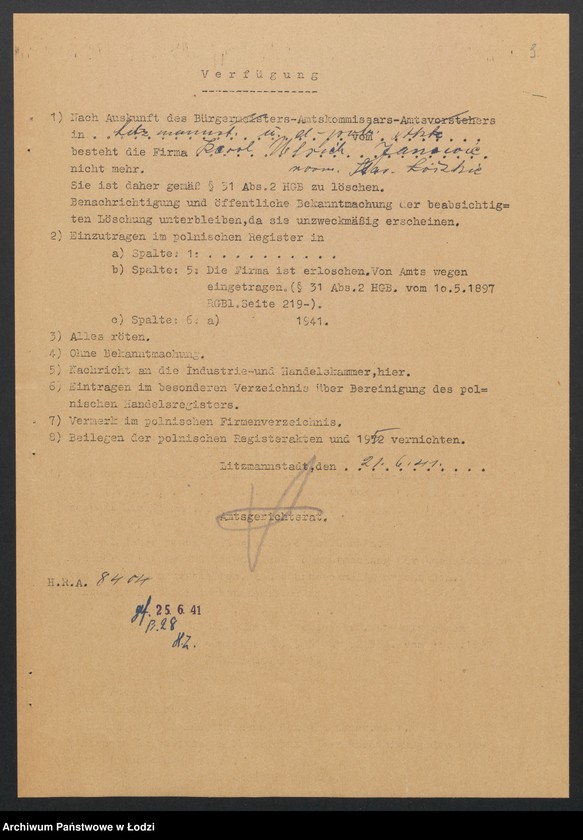 3
Verfügung
1) Nach Auskunft des Bürgermeisters-Amtskommissars-Amtsvorstehers
in vom
besteht die Firma Karol Ulrich
nicht mehr.
Sie ist daher gemäß § 31 Abs.2 HGB zu löschen.
Benachrichtigung und öffentliche Bekanntmachung der beabsichtig=
ten Löschung unterbleiben,da sie unzweckmäßig erscheinen.
2) Einzutragen im polnischen Register in
a) Spalte: 1: . . . . . . . . . .
b) Spalte: 5: Die Firma ist erloschen.Von Amts wegen
eingetragen.(§ 31 Abs.2 HGB. vom 10.5.1897
RGBl.Seite 219-).
c) Spalte: 6: a) 1941.
3) Alles röten.
4) Ohne Bekanntmachung.
5) Nachricht an die Industrie-und Handelskammer,hier.
6) Eintragen im besonderen Verzeichnis über Bereinigung des pol=
nischen Handelsregisters.
7) Vermerk im polnischen Firmenverzeichnis.
8) Beilegen der polnischen Registerakten und 1952 vernichten.
Litzmannstadt,den 21.6.41.
Amtsgerichtsrat.
H.R.A. 8404
gef. 25.6.41
B.28
Archiwum Państwowe w Łodzi